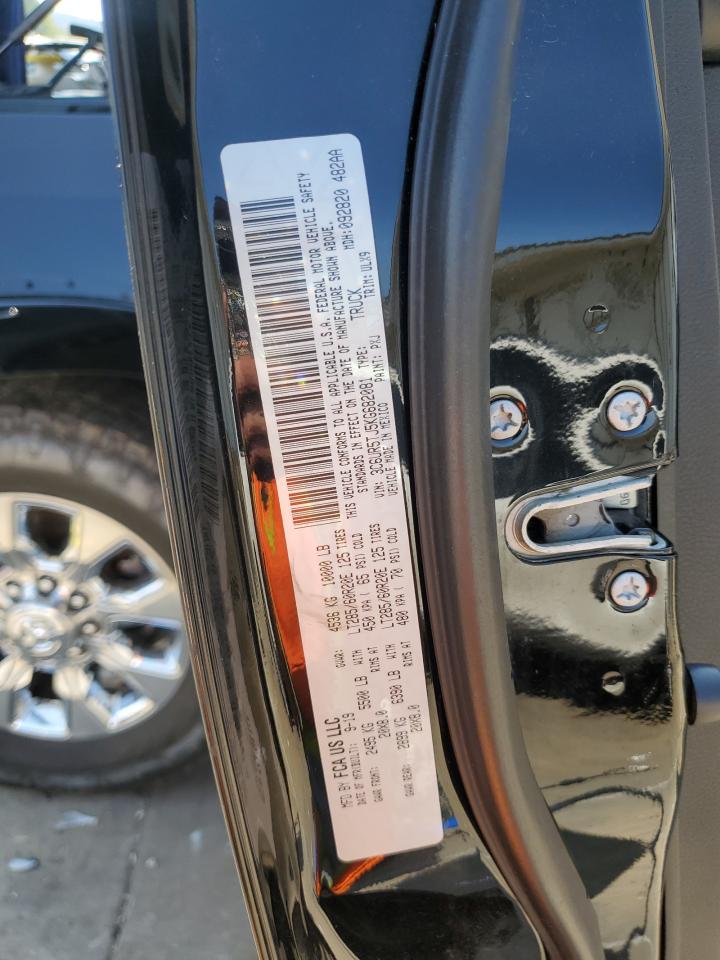 MFD BY FCA US LLC
DATE OF MFR(BUILT): 9-19 GVWR: 4536 KG 10000 LB
GAWR FRONT: 2495 KG 5500 LB WITH LT285/60R20E 125 TIRES
20X8.0 RIMS AT 450 KPA ( 65 PSI) COLD
GAWR REAR: 2899 KG 6390 LB WITH LT285/60R20E 125 TIRES
20X8.0 RIMS AT 480 KPA ( 70 PSI) COLD
THIS VEHICLE CONFORMS TO ALL APPLICABLE U.S.A. FEDERAL MOTOR VEHICLE SAFETY
STANDARDS IN EFFECT ON THE DATE OF MANUFACTURE SHOWN ABOVE.
VIN: 3C6UR5TJ5KG682081 TYPE: TRUCK MDH:092820 482AA
VEHICLE MADE IN MEXICO PAINT: PXJ TRIM: ULX9